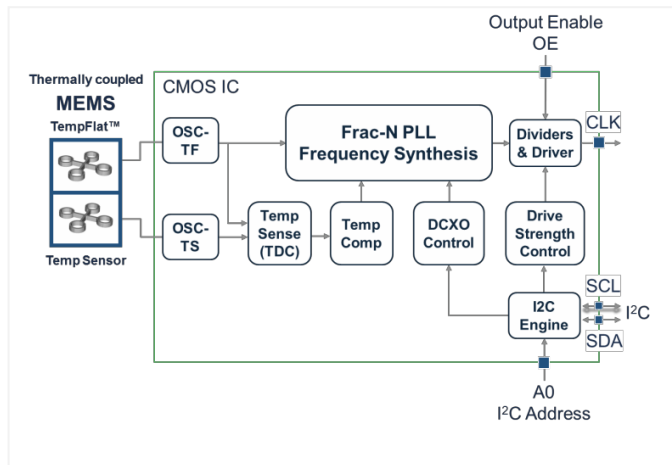 Output Enable
OE
Thermally coupled
MEMS
TempFlat™
CMOS IC
OSC-
TF
Frac-N PLL
Frequency Synthesis
Dividers
& Driver
CLK
OSC-
TS
Temp
Sense
(TDC)
Temp
Comp
DCXO
Control
Drive
Strength
Control
Temp Sensor
I2C
Engine
SCL
I²C
SDA
A0
I²C Address